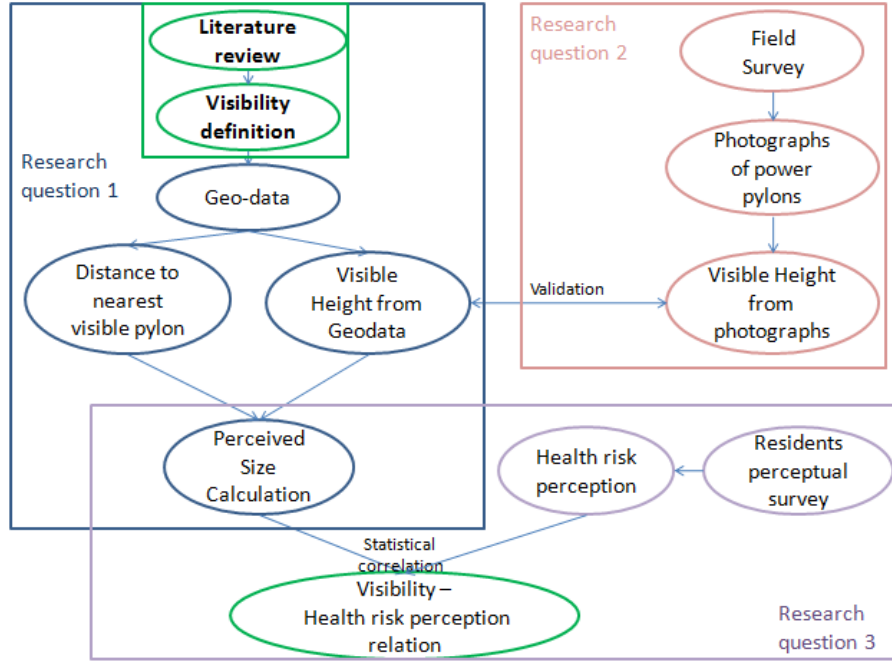 Literature
review
Visibility
definition
Research
question 1
Geo-data
Distance to
nearest
visible pylon
Visible
Height from
Geodata
Research
question 2
Field
Survey
Photographs
of power
pylons
Validation
Visible Height
from
photographs
Perceived
Size
Calculation
Health risk
perception
Residents
perceptual
survey
Statistical
correlation
Visibility –
Health risk perception
relation
Research
question 3